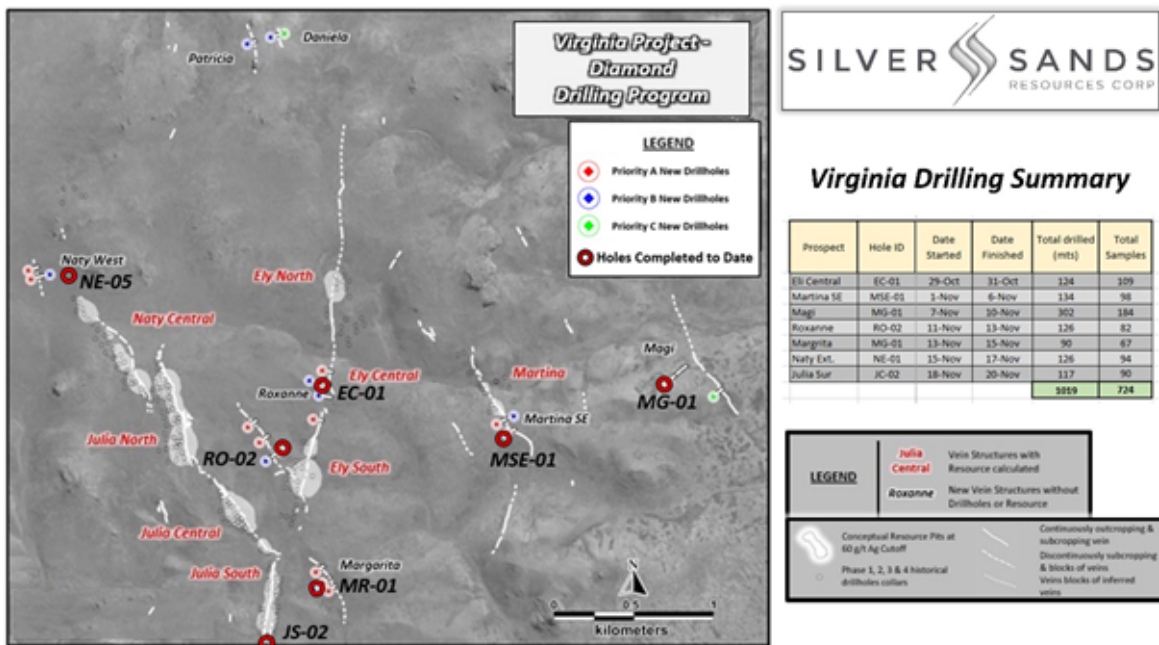 Virginia Project -
Diamond
Drilling Program
LEGEND
Priority A New Drillholes
Priority B New Drillholes
Priority C New Drillholes
Holes Completed to Date
Patricia
Daniela
Naty West
NE-05
Naty Central
Ely North
Ely Central
Roxanne
EC-01
Martina
Magi
MG-01
Martina SE
MSE-01
Julia North
RO-02
Ely South
Julia Central
Julia South
Margarita
MR-01
JS-02
0 0.5 1
kilometers
SILVER SANDS
RESOURCES CORP
Virginia Drilling Summary
Prospect Hole ID Date Started Date Finished Total drilled (mts) Total Samples
Eli Central EC-01 29-Oct 31-Oct 124 109
Martina SE MSE-01 1-Nov 6-Nov 134 98
Magi MG-01 7-Nov 10-Nov 302 184
Roxanne RO-02 11-Nov 13-Nov 126 82
Margrita MG-01 13-Nov 15-Nov 90 67
Naty Ext. NE-01 15-Nov 17-Nov 126 94
Julia Sur JC-02 18-Nov 20-Nov 117 90
1019 724
LEGEND
Julia
Central
Vein Structures with
Resource calculated
Roxanne
New Vein Structures without
Drillholes or Resource
Conceptual Resource Pits at
60 g/t Ag Cutoff
Phase 1, 2, 3 & 4 historical
drillholes collars
Continuously outcropping &
subcropping vein
Discontinuously subcropping
& blocks of veins
Veins blocks of inferred
veins